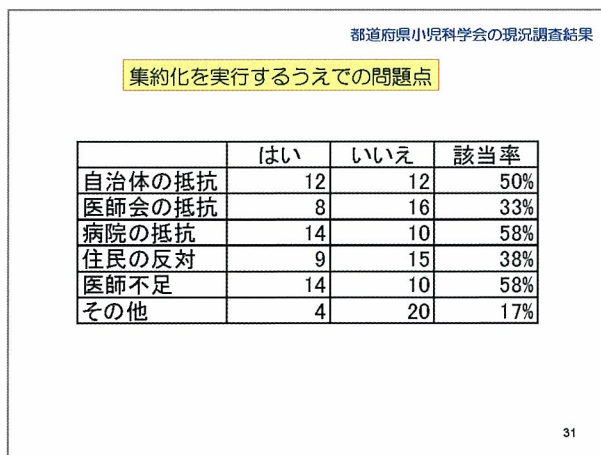 都道府県小児科学会の現況調査結果
集約化を実行するうえでの問題点
はい いいえ 該当率
自治体の抵抗 12 12 50%
医師会の抵抗 8 16 33%
病院の抵抗 14 10 58%
住民の反対 9 15 38%
医師不足 14 10 58%
その他 4 20 17%
31